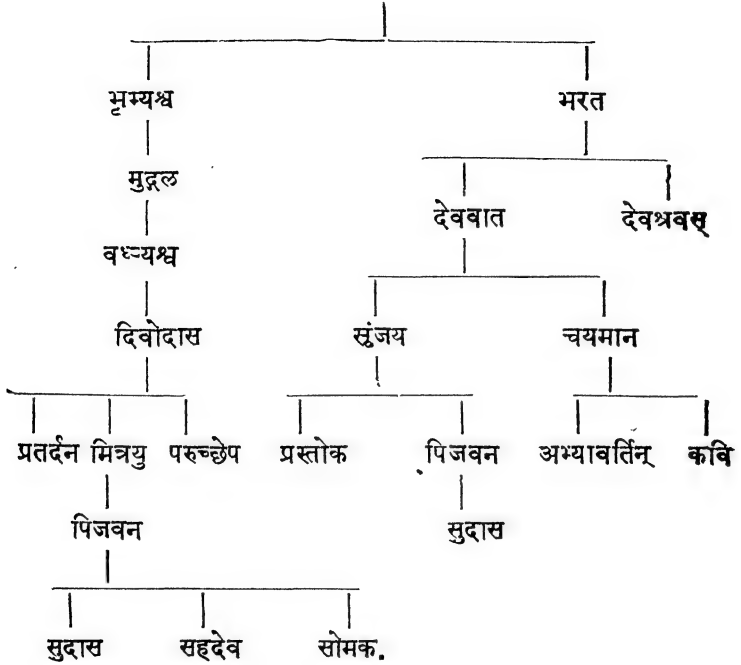 भृम्यश्व भरत
मुद्गल
देववात देवश्रवस्
वध्र्यश्व
दिवोदास सृंजय चयमान
प्रतर्दन मित्रयु परुच्छेप प्रस्तोक पिजवन अभ्यावर्तिन् कवि
पिजवन सुदास
सुदास सहदेव सोमक.